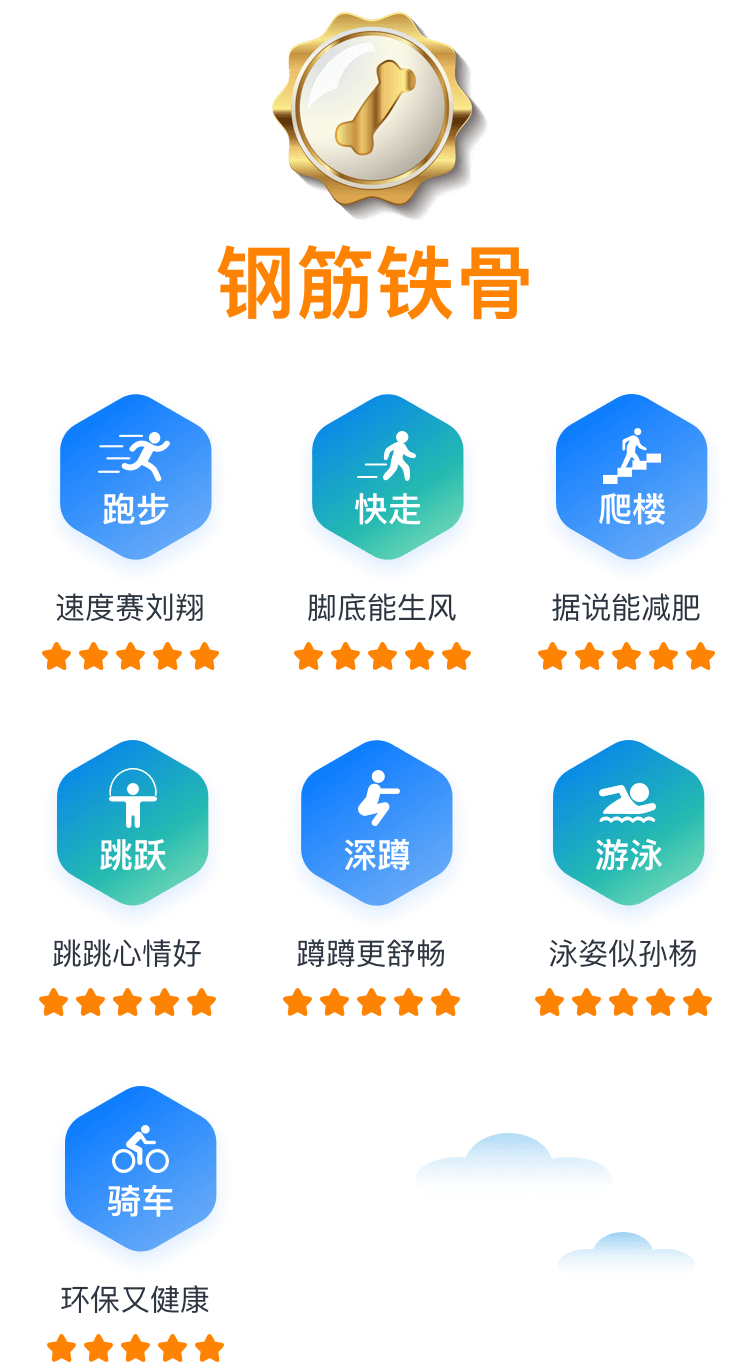 钢筋铁骨
跑步
快走
爬楼
速度赛刘翔
脚底能生风
据说能减肥
跳跃
深蹲
游泳
跳跳心情好
蹲蹲更舒畅
泳姿似孙杨
骑车
环保又健康